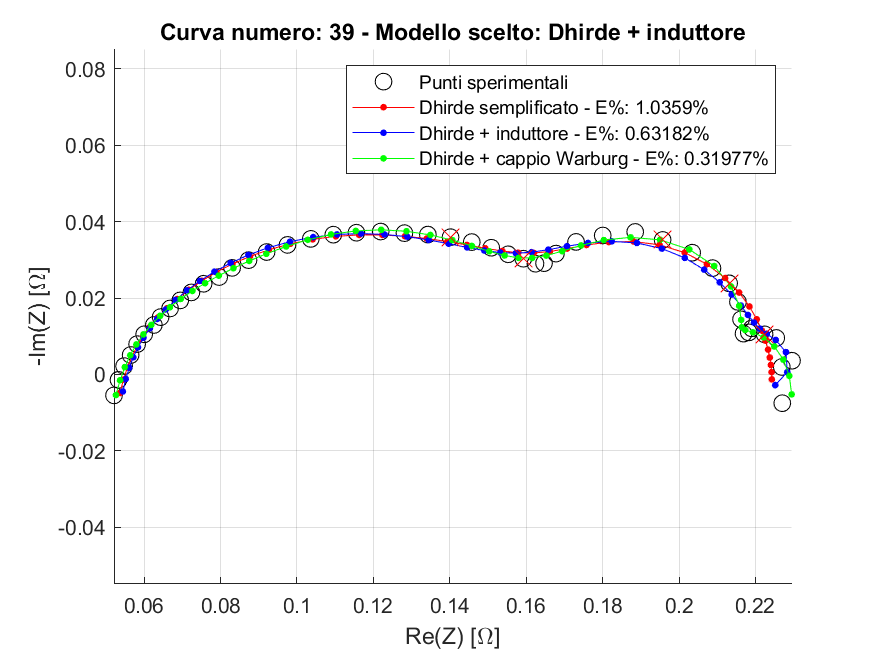 Curva numero: 39 - Modello scelto: Dhirde + induttore
Punti sperimentali
Dhirde semplificato - E%: 1.0359%
Dhirde + induttore - E%: 0.63182%
Dhirde + cappio Warburg - E%: 0.31977%
-Im(Z) [Ω]
0.08
0.06
0.04
0.02
0
-0.02
-0.04
0.06 0.08 0.1 0.12 0.14 0.16 0.18 0.2 0.22
Re(Z) [Ω]